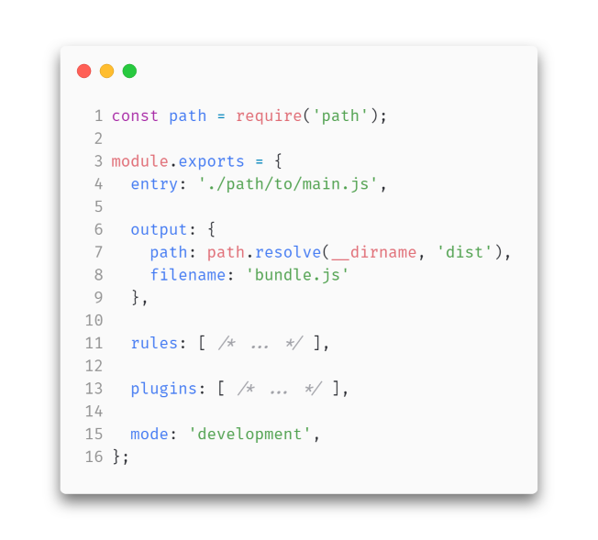 1 const path = require('path');
2
3 module.exports = {
4   entry: './path/to/main.js',
5
6   output: {
7     path: path.resolve(__dirname, 'dist'),
8     filename: 'bundle.js'
9   },
10
11   rules: [ /* ... */ ],
12
13   plugins: [ /* ... */ ],
14
15   mode: 'development',
16 };